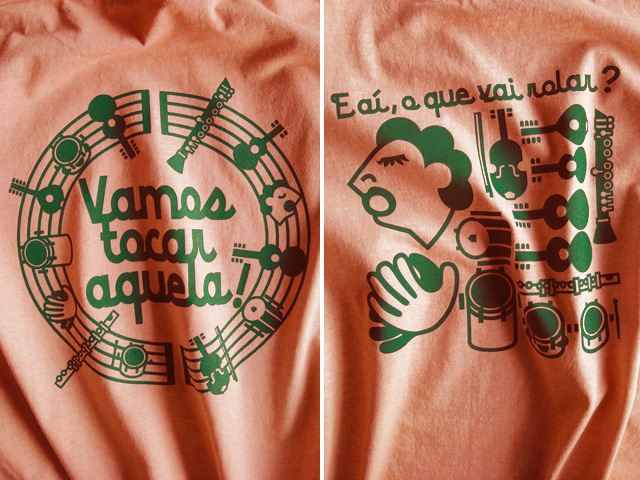 Vamos
tocar
aquela!
E aí, o que vai rolar?